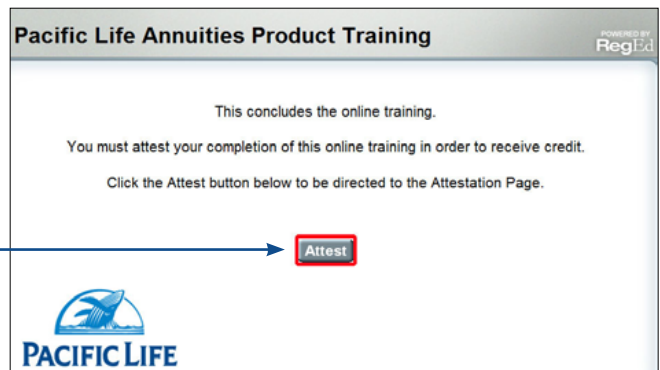 Pacific Life Annuities Product Training
POWERED BY
RegEd
This concludes the online training.
You must attest your completion of this online training in order to receive credit.
Click the Attest button below to be directed to the Attestation Page.
Attest
PACIFIC LIFE